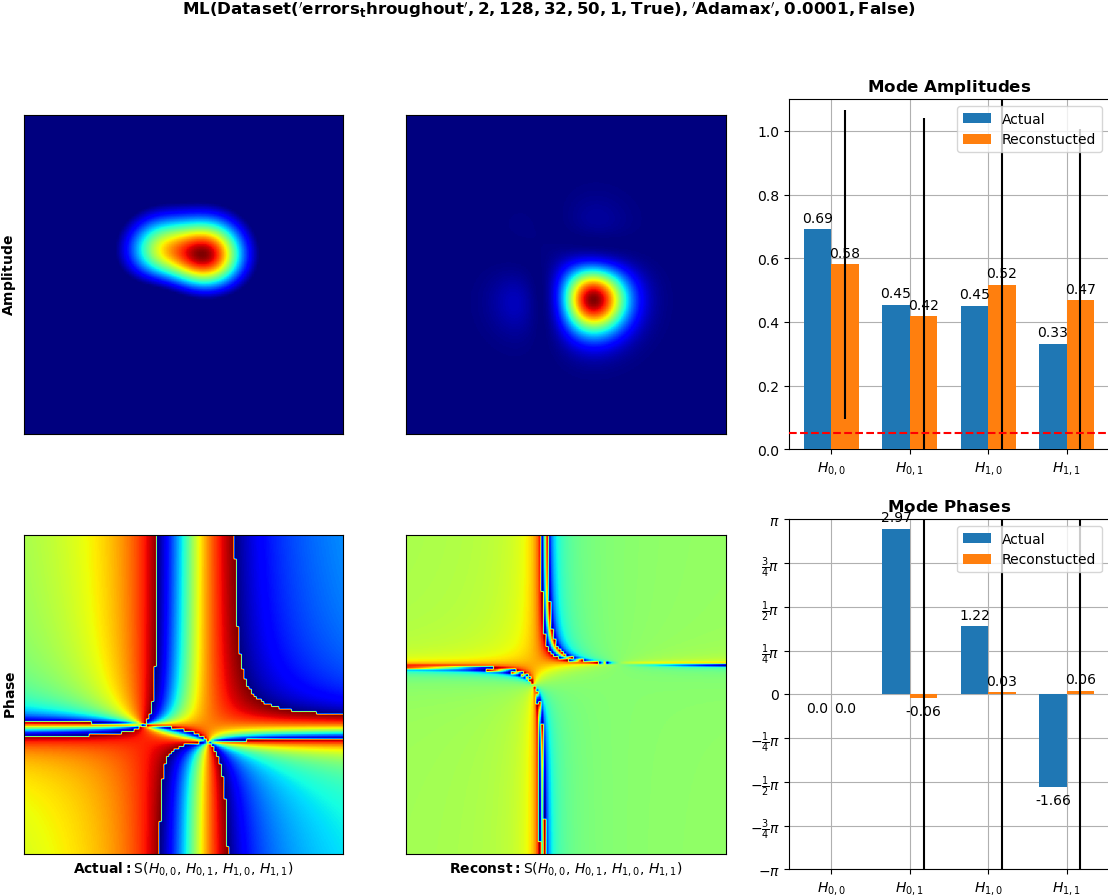 ML(Dataset('errors_throughout', 2, 128, 32, 50, 1, True), 'Adamax', 0.0001, False)
Amplitude
Mode Amplitudes
Actual
Reconstucted
1.0
0.8
0.6
0.4
0.2
0.0
0.69
0.58
0.45
0.42
0.45
0.52
0.33
0.47
H0,0
H0,1
H1,0
H1,1
Phase
Actual: S(H0,0, H0,1, H1,0, H1,1)
Reconst: S(H0,0, H0,1, H1,0, H1,1)
Mode Phases
Actual
Reconstucted
π
3/4π
1/2π
1/4π
0
−1/4π
−1/2π
−3/4π
−π
0.0
0.0
2.97
-0.06
1.22
0.03
-1.66
0.06
H0,0
H0,1
H1,0
H1,1